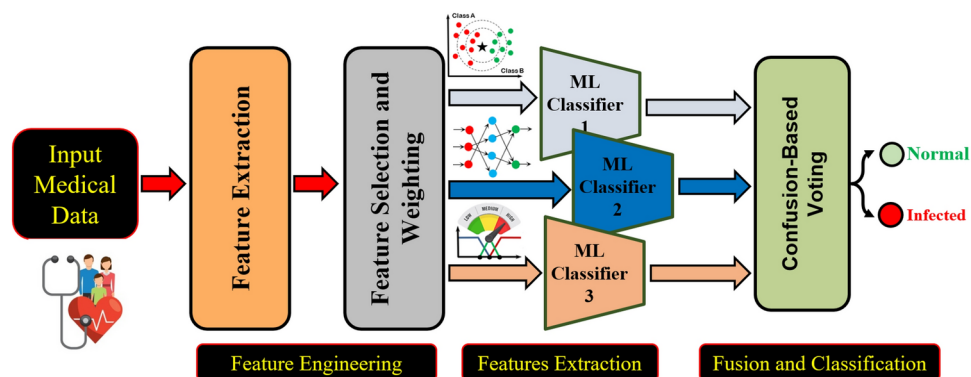 Class A
Class B
Input
Medical
Data
Feature Extraction
Feature Selection and
Weighting
ML
Classifier
1
ML
Classifier
2
LOW
MEDIUM
HIGH
ML
Classifier
3
Confusion-Based
Voting
Normal
Infected
Feature Engineering
Features Extraction
Fusion and Classification